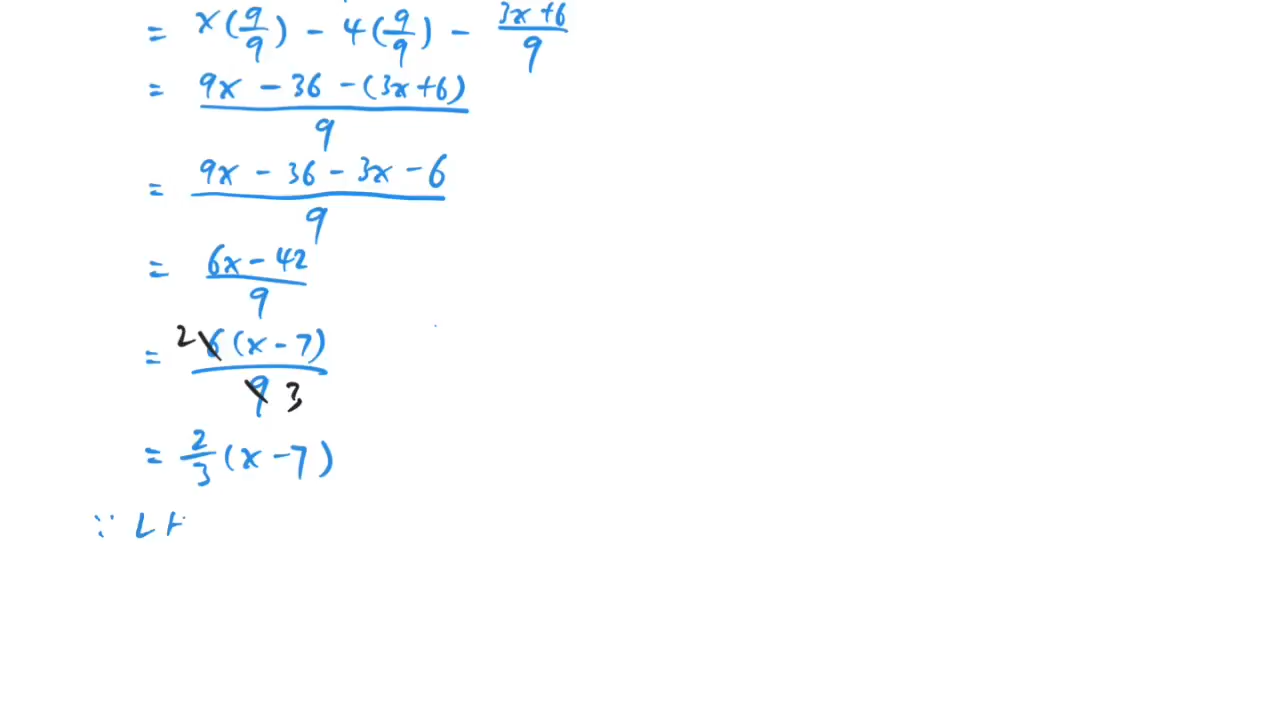 = x(9/9) - 4(9/9) - (3x+6)/9
= (9x - 36 - (3x+6))/9
= (9x - 36 - 3x - 6)/9
= (6x - 42)/9
= 2 6(x - 7)/9 3
= 2/3 (x - 7)
∵ LH